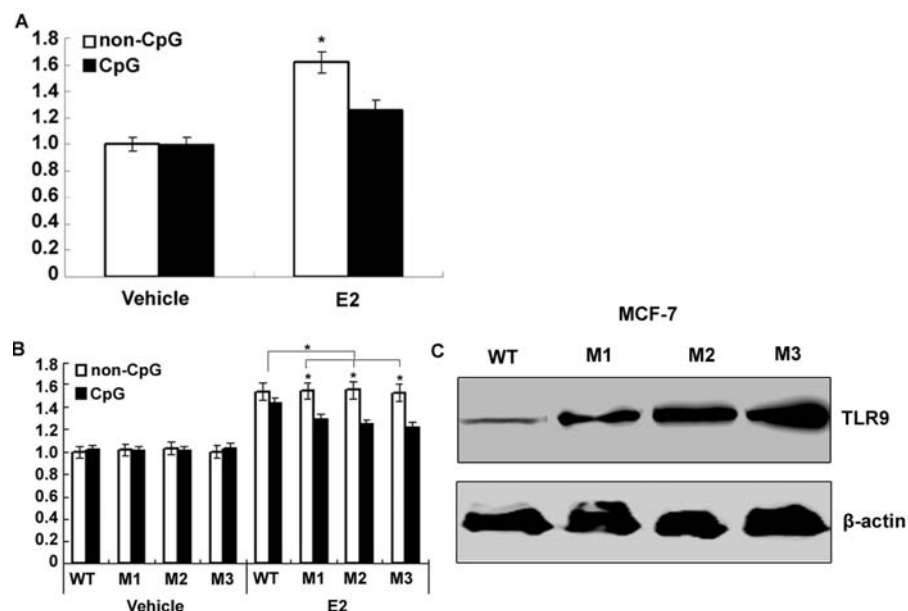 A
1.8
1.6
1.4
1.2
1.0
0.8
0.6
0.4
0.2
0
non-CpG
CpG
*
Vehicle
E2
B
1.8
1.6
1.4
1.2
1.0
0.8
0.6
0.4
0.2
0
non-CpG
CpG
*
* * *
WT M1 M2 M3 WT M1 M2 M3
Vehicle E2
MCF-7
C
WT M1 M2 M3
TLR9
β-actin